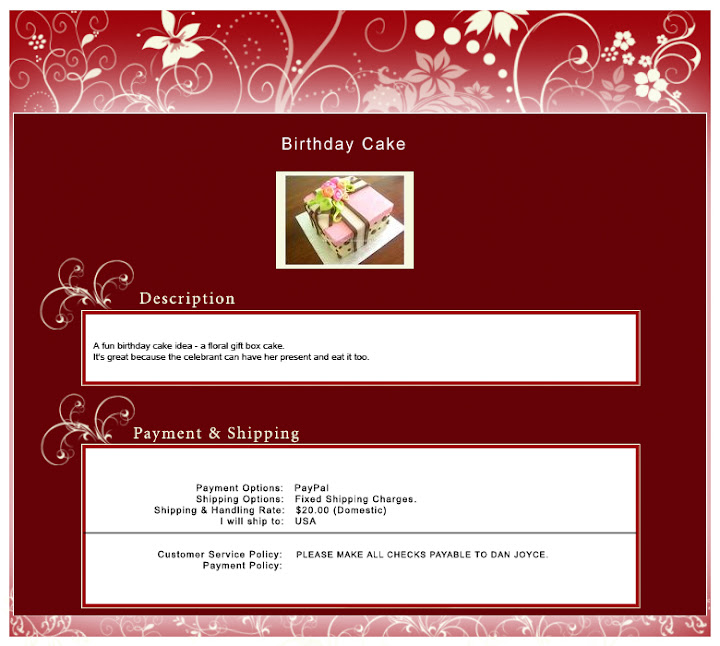 Birthday Cake
Description
A fun birthday cake idea - a floral gift box cake.
It's great because the celebrant can have her present and eat it too.
Payment & Shipping
Payment Options: PayPal
Shipping Options: Fixed Shipping Charges.
Shipping & Handling Rate: $20.00 (Domestic)
I will ship to: USA
Customer Service Policy: PLEASE MAKE ALL CHECKS PAYABLE TO DAN JOYCE.
Payment Policy: